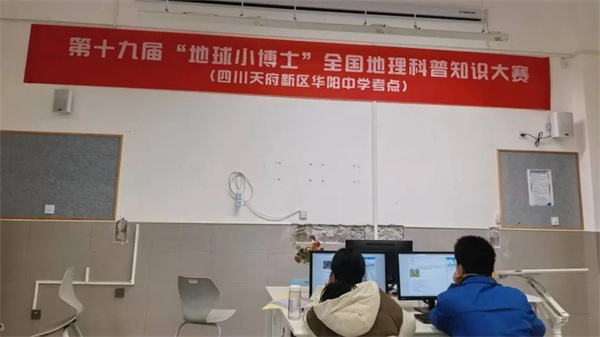 第十九届“地球小博士”全国地理科普知识大赛
（四川天府新区华阳中学考点）